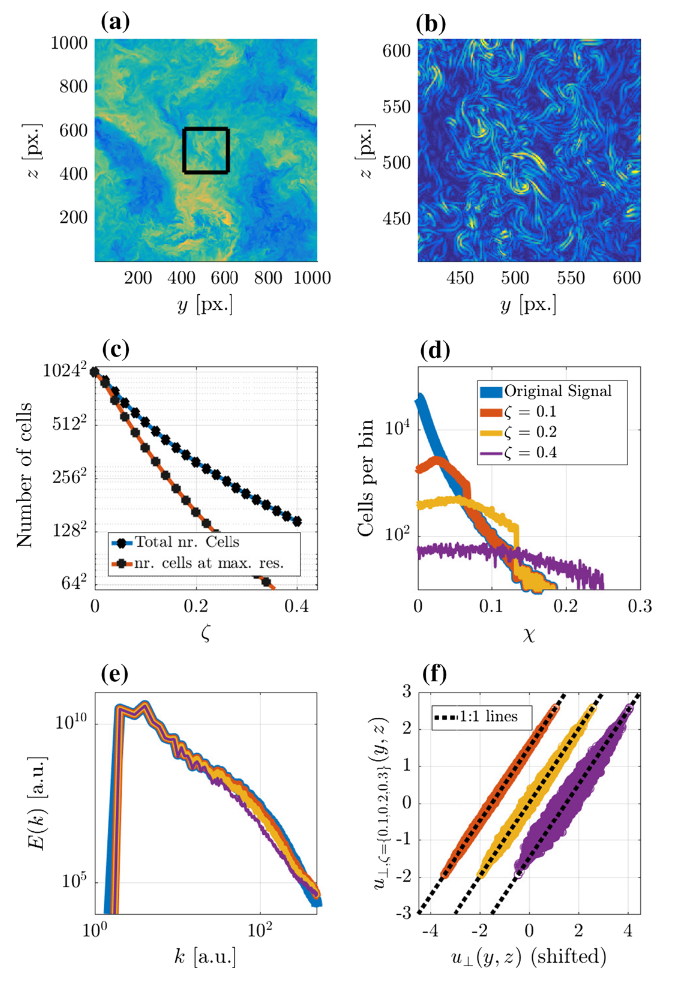 (a)
1000
800
600
400
200
z [px.]
200 400 600 800 1000
y [px.]
(b)
600
550
500
450
z [px.]
450 500 550 600
y [px.]
(c)
1024²
512²
256²
128²
64²
Number of cells
Total nr. Cells
nr. cells at max. res.
0 0.2 0.4
ζ
(d)
10⁴
10²
Cells per bin
Original Signal
ζ = 0.1
ζ = 0.2
ζ = 0.4
0 0.1 0.2 0.3
χ
(e)
10¹⁰
10⁵
E(k) [a.u.]
10⁰ 10²
k [a.u.]
(f)
3
2
1
0
-1
-2
-3
u⊥,ζ={0.1,0.2,0.3}(y, z)
1:1 lines
-4 -2 0 2 4
u⊥(y, z) (shifted)